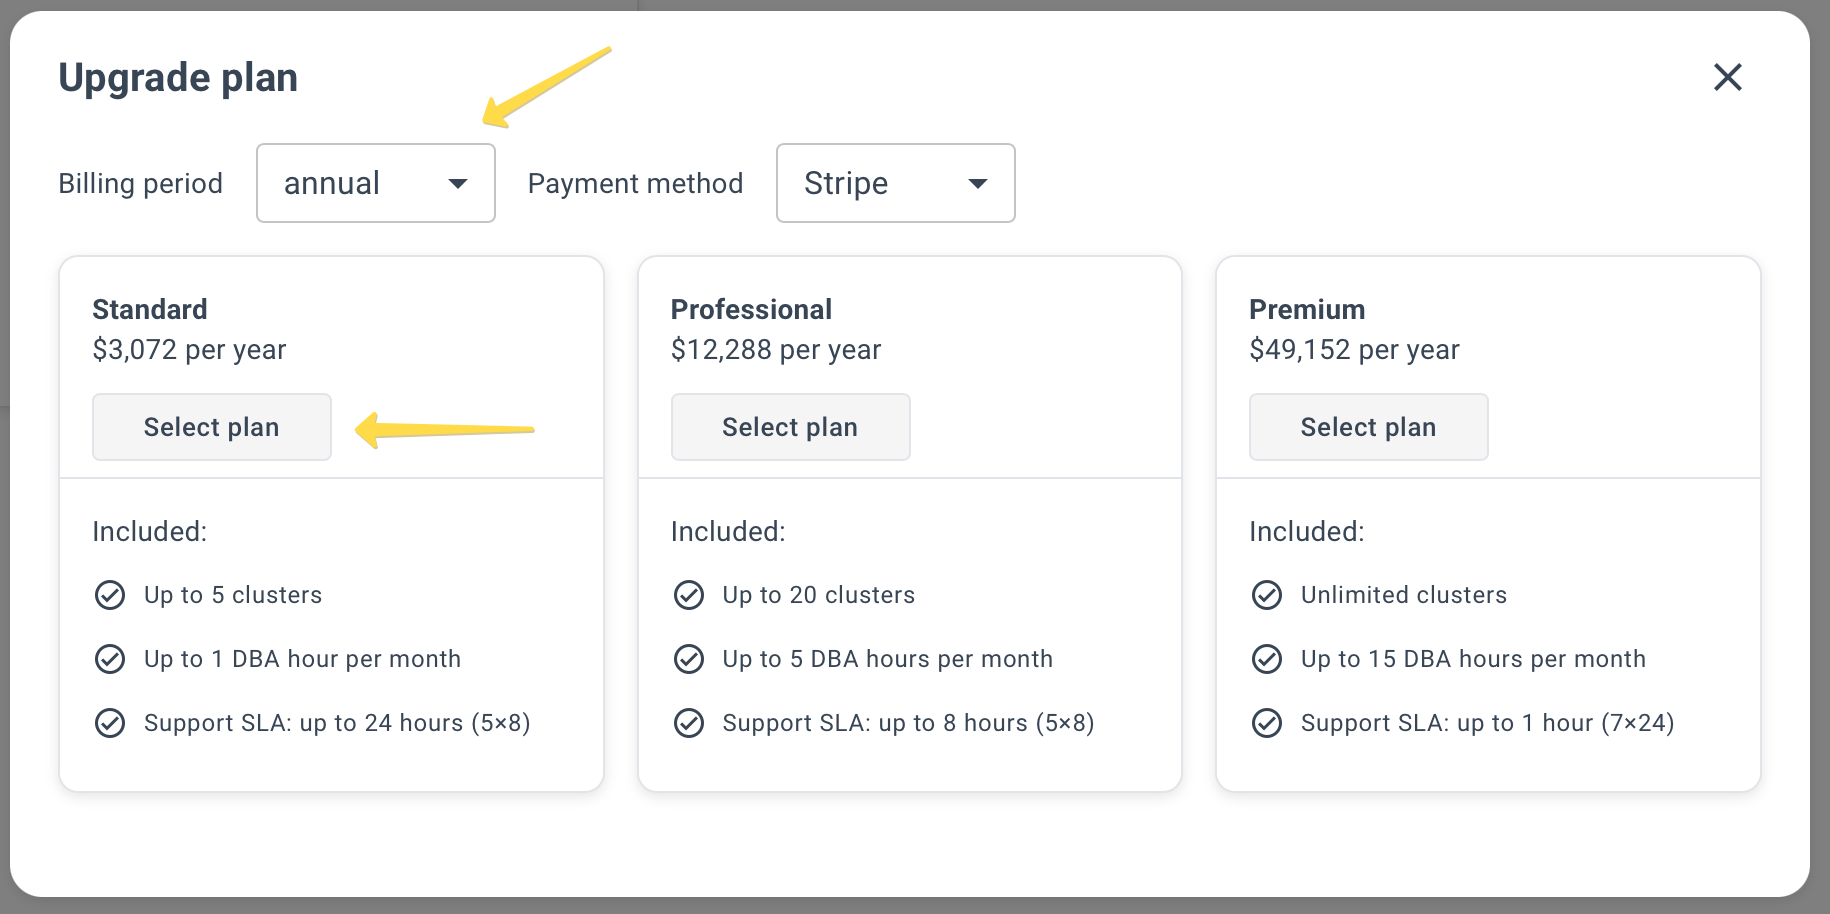 Upgrade plan
Billing period annual Payment method Stripe
Standard
$3,072 per year
Select plan
Included:
Up to 5 clusters
Up to 1 DBA hour per month
Support SLA: up to 24 hours (5×8)
Professional
$12,288 per year
Select plan
Included:
Up to 20 clusters
Up to 5 DBA hours per month
Support SLA: up to 8 hours (5×8)
Premium
$49,152 per year
Select plan
Included:
Unlimited clusters
Up to 15 DBA hours per month
Support SLA: up to 1 hour (7×24)